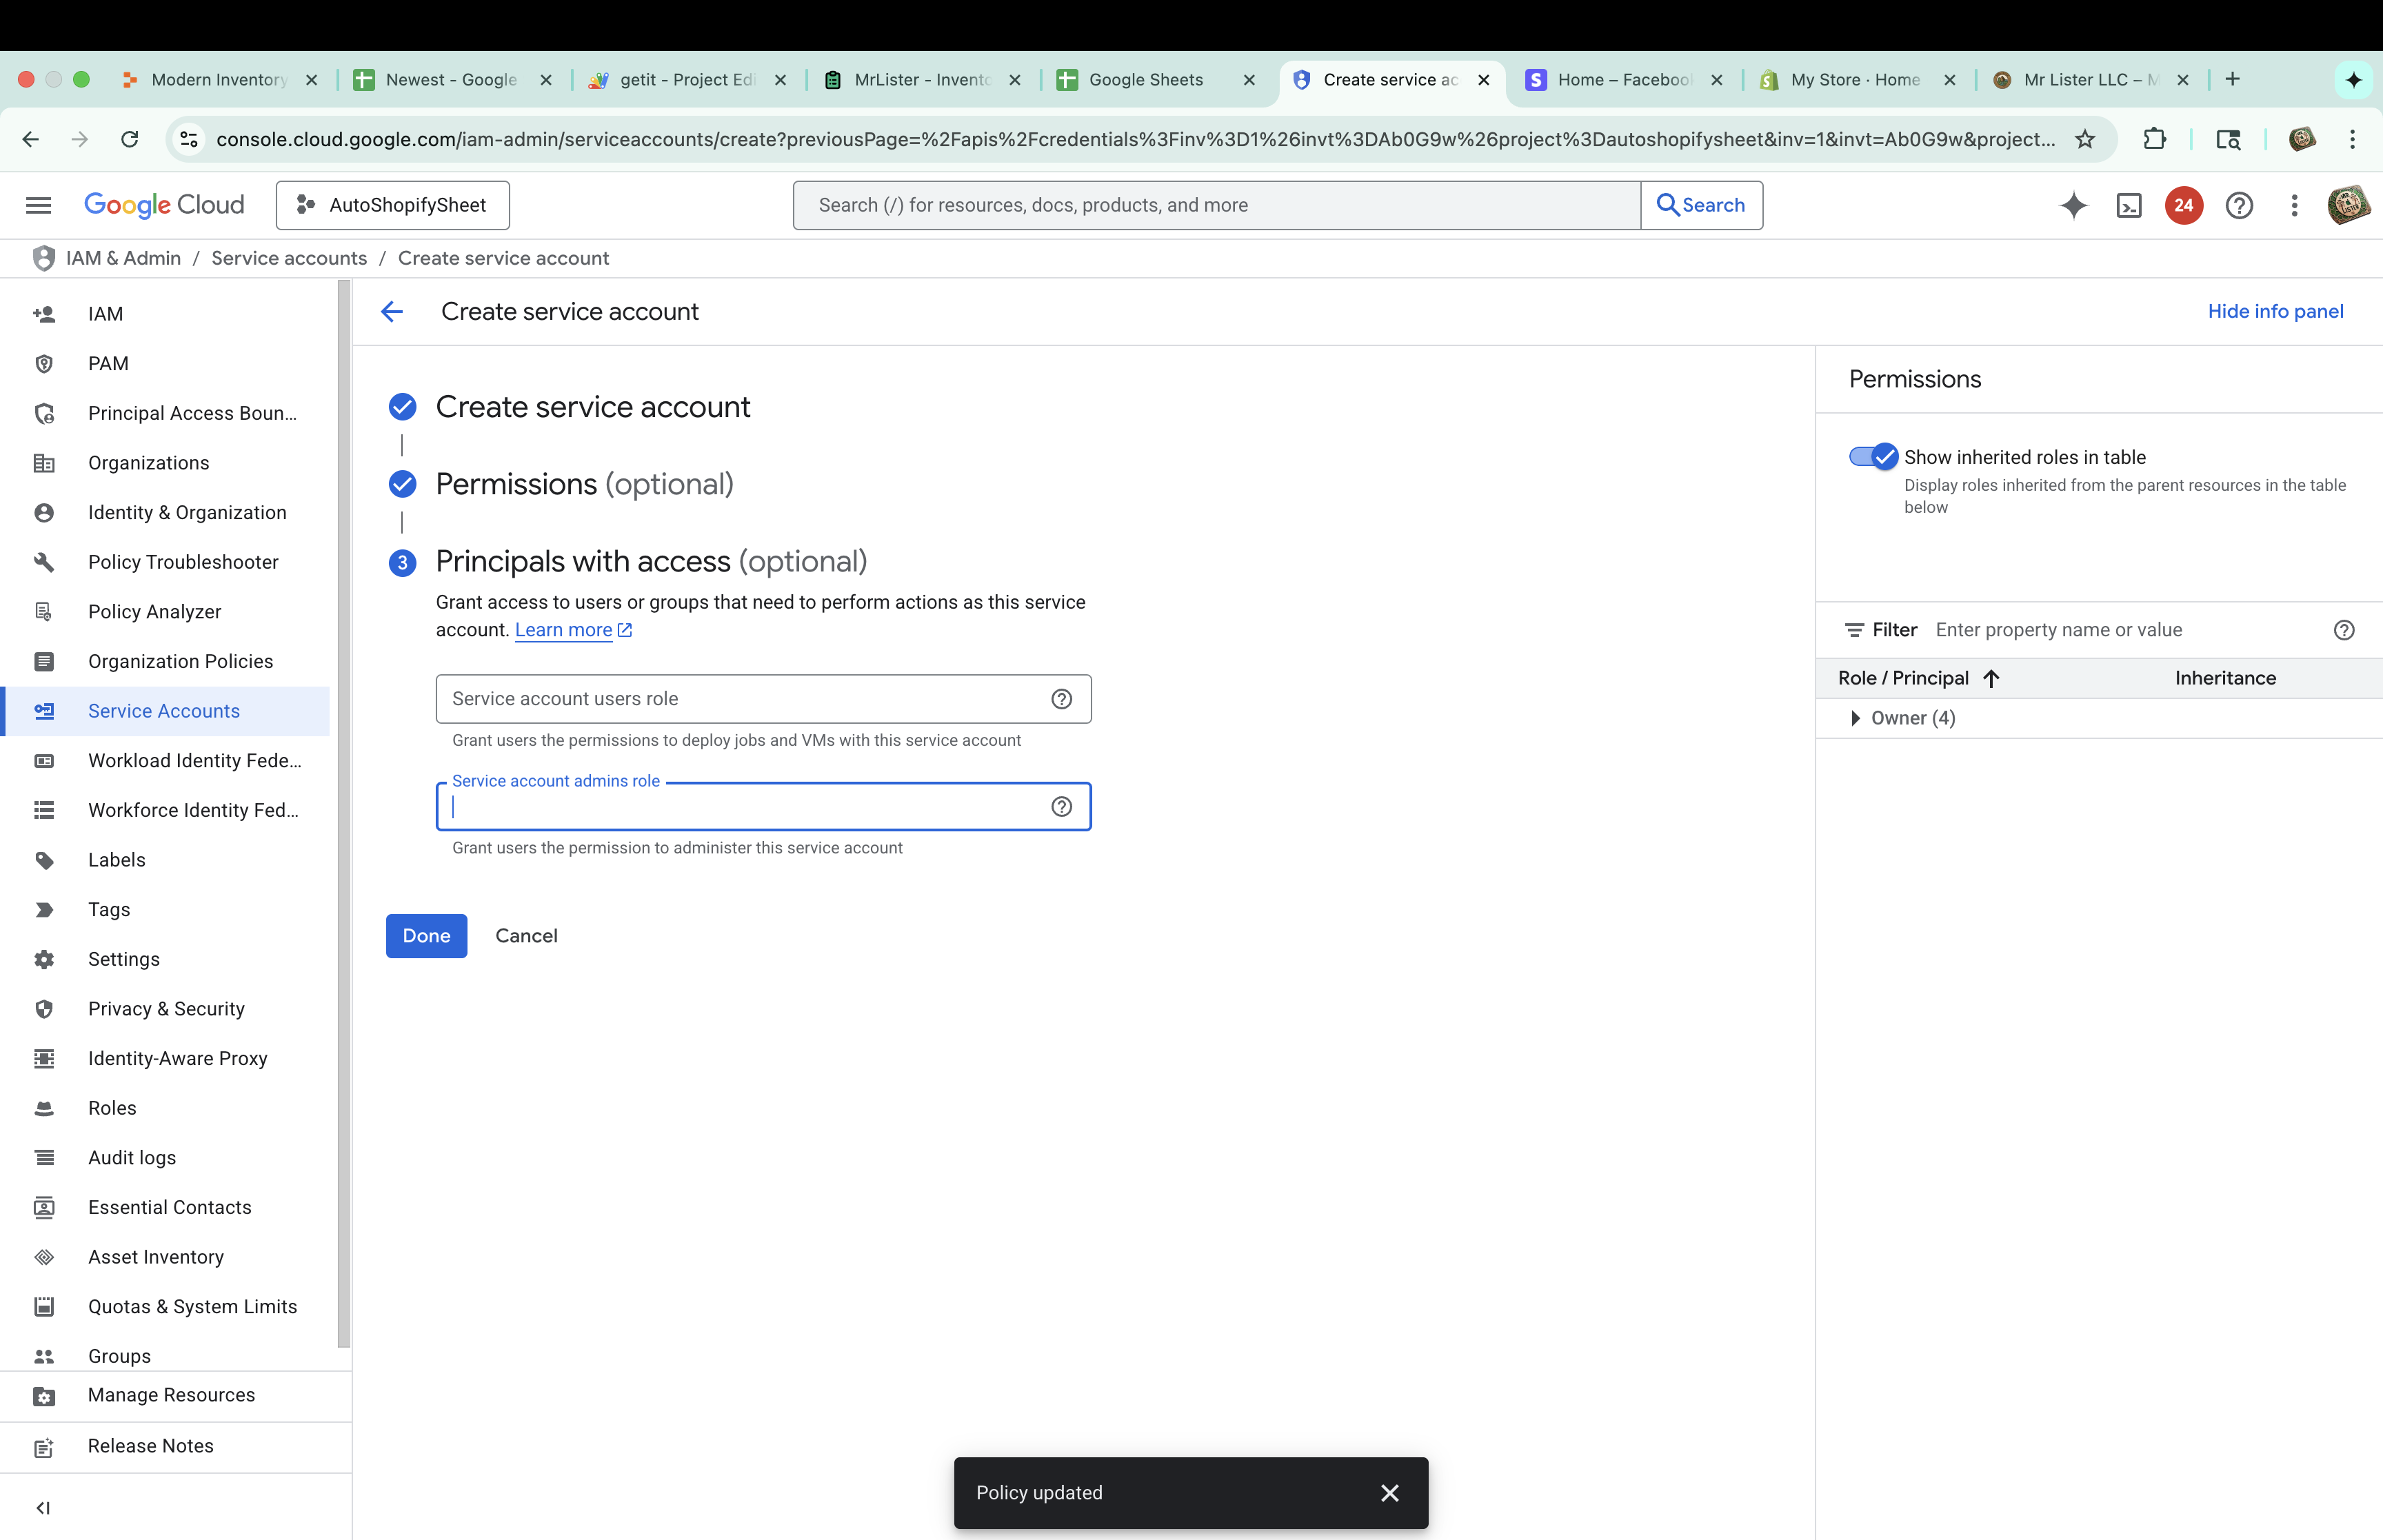 Modern Inventory
Newest - Google
getit - Project Edi
MrLister - Invento
Google Sheets
Create service ac
Home – Facebook
My Store · Home
Mr Lister LLC – M
console.cloud.google.com/iam-admin/serviceaccounts/create?previousPage=%2Fapis%2Fcredentials%3Finv%3D1%26invt%3DAb0G9w%26project%3Dautoshopifysheet&inv=1&invt=Ab0G9w&project...
Google Cloud
AutoShopifySheet
Search (/) for resources, docs, products, and more
Search
24
IAM & Admin / Service accounts / Create service account
IAM
PAM
Principal Access Boun...
Organizations
Identity & Organization
Policy Troubleshooter
Policy Analyzer
Organization Policies
Service Accounts
Workload Identity Fede...
Workforce Identity Fed...
Labels
Tags
Settings
Privacy & Security
Identity-Aware Proxy
Roles
Audit logs
Essential Contacts
Asset Inventory
Quotas & System Limits
Groups
Manage Resources
Release Notes
Create service account
Hide info panel
Create service account
Permissions (optional)
3
Principals with access (optional)
Grant access to users or groups that need to perform actions as this service
account. Learn more
Service account users role
Grant users the permissions to deploy jobs and VMs with this service account
Service account admins role
Grant users the permission to administer this service account
Done
Cancel
Permissions
Show inherited roles in table
Display roles inherited from the parent resources in the table
below
Filter
Enter property name or value
Role / Principal
Inheritance
Owner (4)
Policy updated